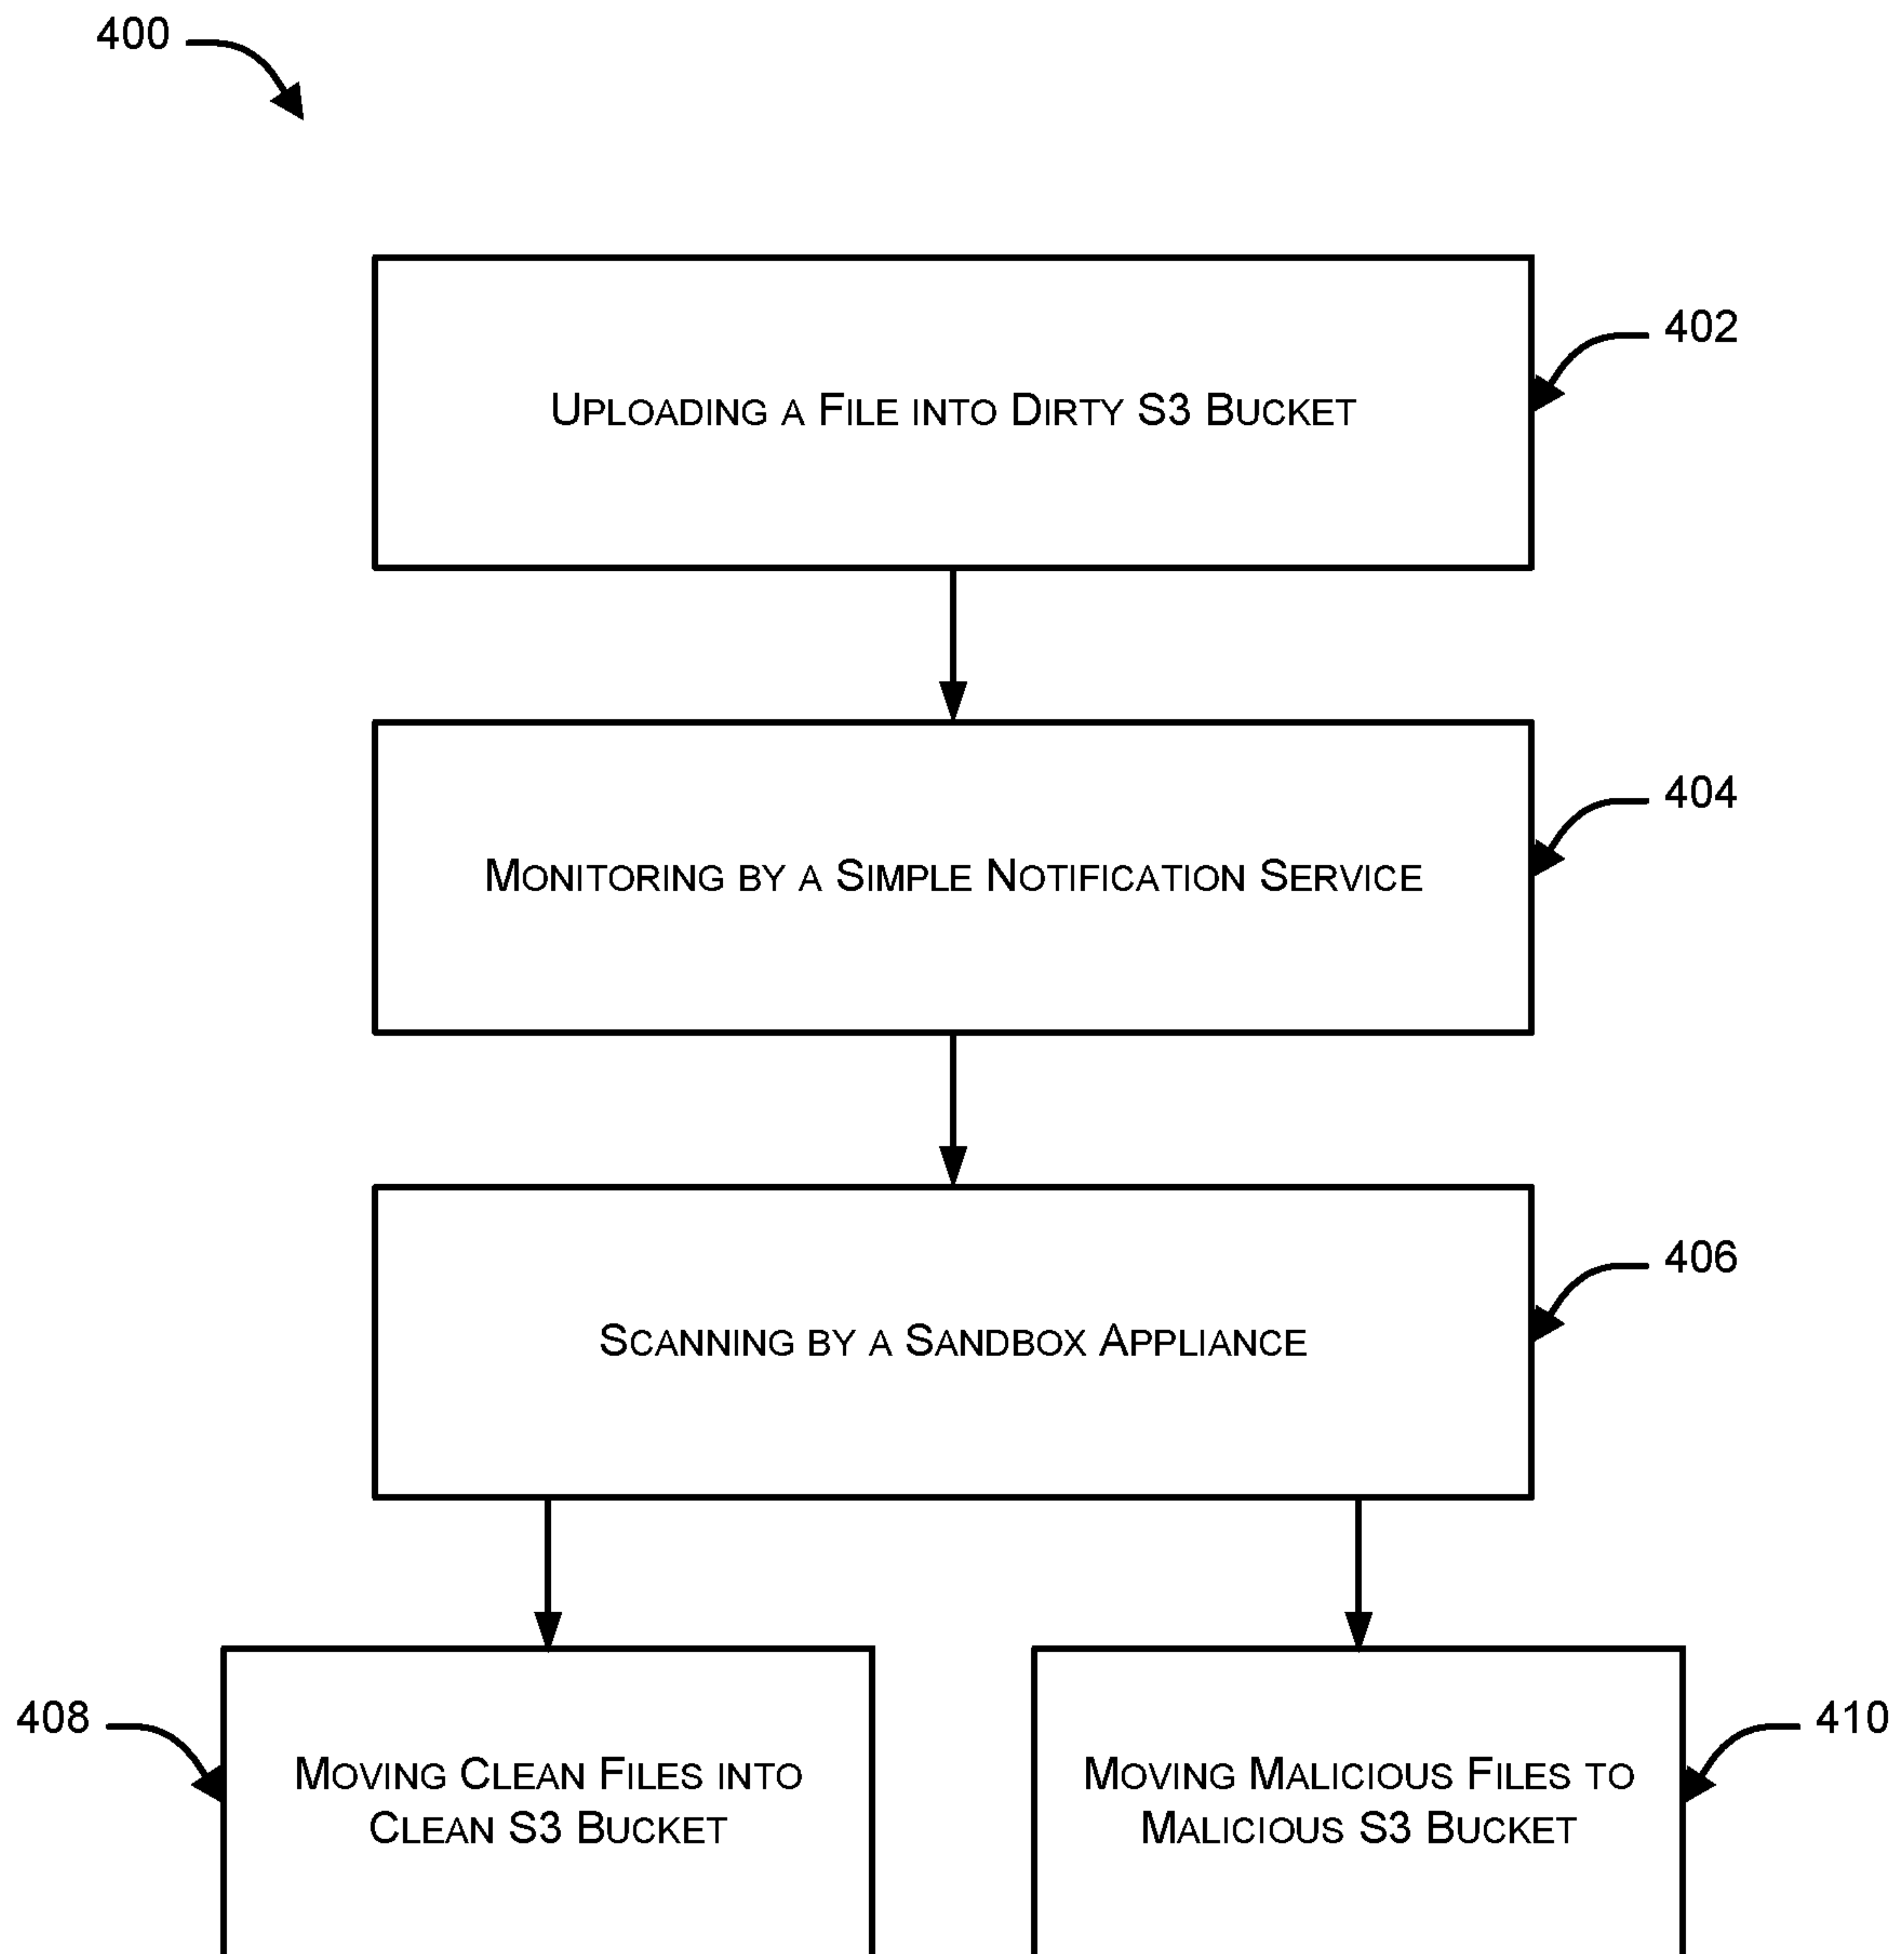 400
Uploading a File into Dirty S3 Bucket
402
Monitoring by a Simple Notification Service
404
Scanning by a Sandbox Appliance
406
408
Moving Clean Files into
Clean S3 Bucket
Moving Malicious Files to
Malicious S3 Bucket
410